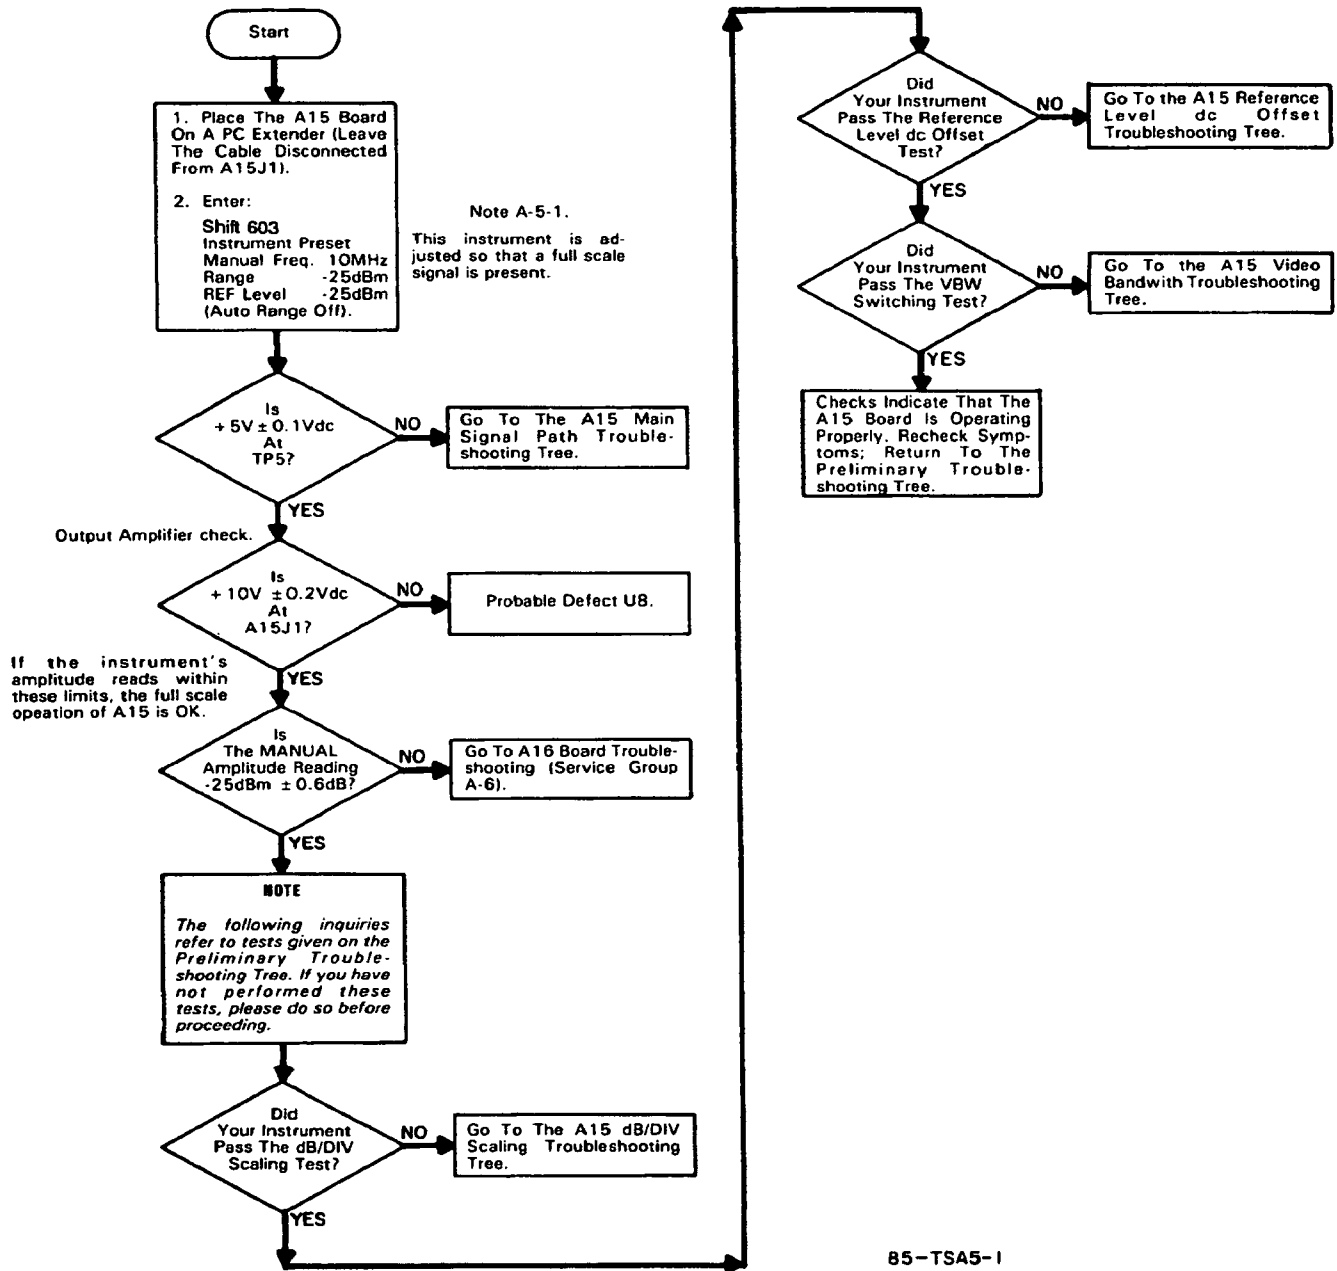 Start
1. Place The A15 Board
On A PC Extender (Leave
The Cable Disconnected
From A15J1).
2. Enter:
Shift 603
Instrument Preset
Manual Freq. 10MHz
Range -25dBm
REF Level -25dBm
(Auto Range Off).
Note A-5-1.
This instrument is ad-
justed so that a full scale
signal is present.
Is
+ 5V ± 0.1Vdc
At
TP5?
NO
Go To The A15 Main
Signal Path Trouble-
shooting Tree.
YES
Output Amplifier check.
Is
+ 10V ± 0.2Vdc
At
A15J1?
NO
Probable Defect U8.
If the instrument's
amplitude reads within
these limits, the full scale
opeation of A15 is OK.
YES
Is
The MANUAL
Amplitude Reading
-25dBm ± 0.6dB?
NO
Go To A16 Board Trouble-
shooting (Service Group
A-6).
YES
NOTE
The following inquiries
refer to tests given on the
Preliminary Trouble-
shooting Tree. If you have
not performed these
tests, please do so before
proceeding.
Did
Your Instrument
Pass The dB/DIV
Scaling Test?
NO
Go To The A15 dB/DIV
Scaling Troubleshooting
Tree.
YES
Did
Your Instrument
Pass The Reference
Level dc Offset
Test?
NO
Go To the A15 Reference
Level dc Offset
Troubleshooting Tree.
YES
Did
Your Instrument
Pass The VBW
Switching Test?
NO
Go To the A15 Video
Bandwith Troubleshooting
Tree.
YES
Checks Indicate That The
A15 Board Is Operating
Properly. Recheck Symp-
toms; Return To The
Preliminary Trouble-
shooting Tree.
85-TSA5-1